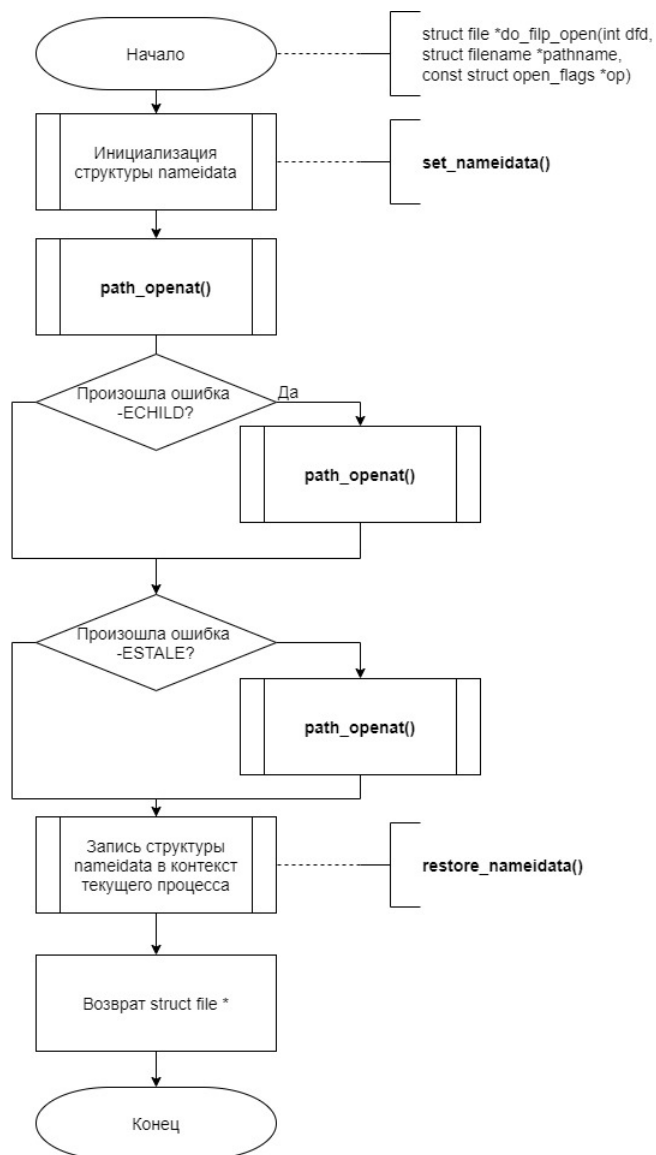 Начало
struct file *do_filp_open(int dfd,
struct filename *pathname,
const struct open_flags *op)
Инициализация
структуры nameidata
set_nameidata()
path_openat()
Произошла ошибка
-ECHILD?
Да
path_openat()
Произошла ошибка
-ESTALE?
path_openat()
Запись структуры
nameidata в контекст
текущего процесса
restore_nameidata()
Возврат struct file *
Конец